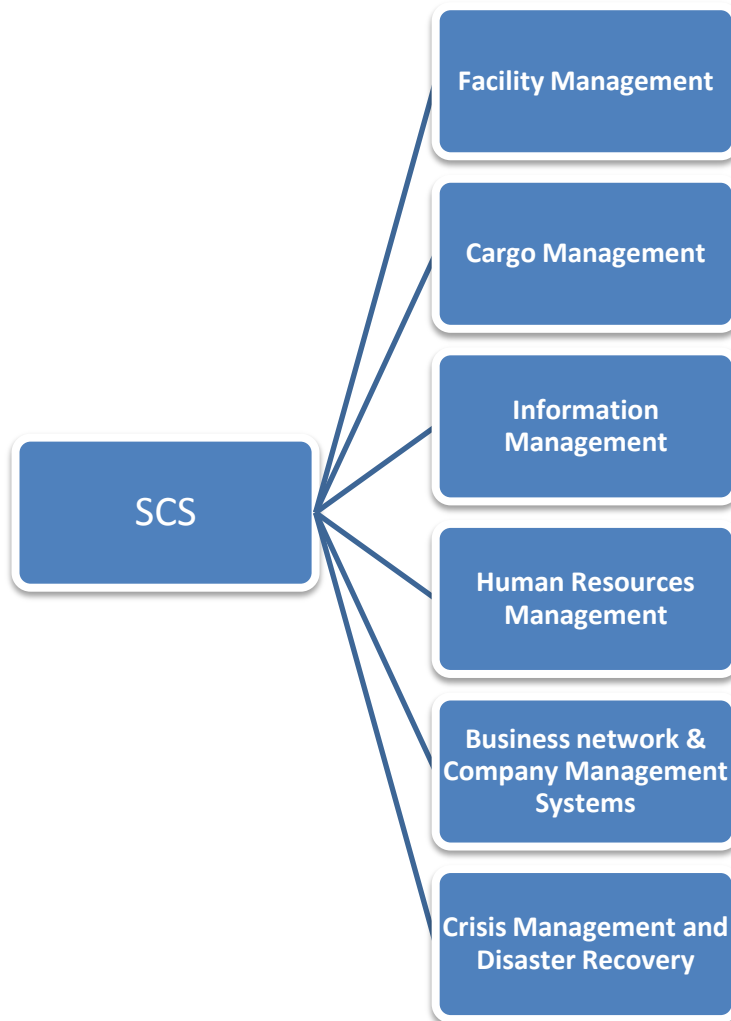 Facility Management
Cargo Management
Information
Management
SCS
Human Resources
Management
Business network &
Company Management
Systems
Crisis Management and
Disaster Recovery